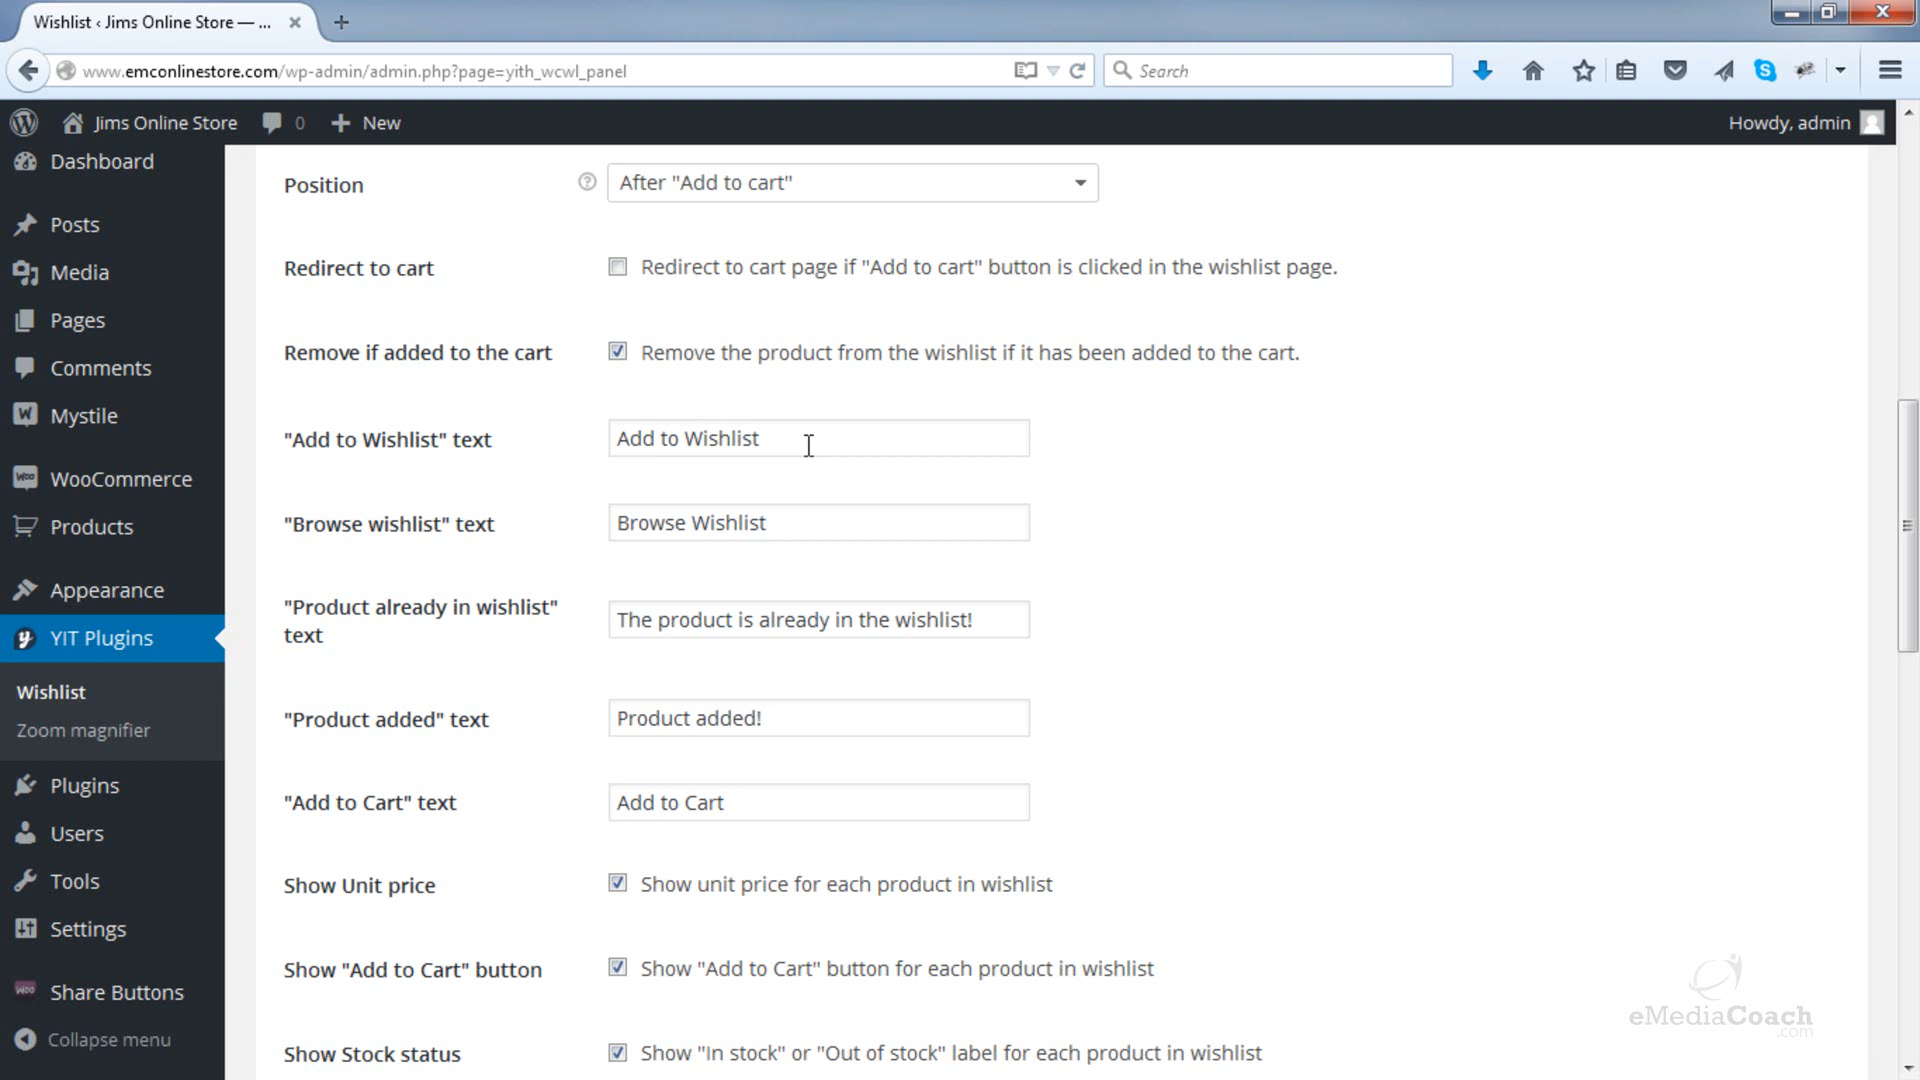 Wishlist ‹ Jims Online Store — ...
www.emconlinestore.com/wp-admin/admin.php?page=yith_wcwl_panel
Search
Jims Online Store 0 New
Howdy, admin
Dashboard
Posts
Media
Pages
Comments
Mystile
WooCommerce
Products
Appearance
YIT Plugins
Wishlist
Zoom magnifier
Plugins
Users
Tools
Settings
Share Buttons
Collapse menu
Position
After "Add to cart"
Redirect to cart
Redirect to cart page if "Add to cart" button is clicked in the wishlist page.
Remove if added to the cart
Remove the product from the wishlist if it has been added to the cart.
"Add to Wishlist" text
Add to Wishlist
"Browse wishlist" text
Browse Wishlist
"Product already in wishlist"
text
The product is already in the wishlist!
"Product added" text
Product added!
"Add to Cart" text
Add to Cart
Show Unit price
Show unit price for each product in wishlist
Show "Add to Cart" button
Show "Add to Cart" button for each product in wishlist
Show Stock status
Show "In stock" or "Out of stock" label for each product in wishlist
eMediaCoach
.com